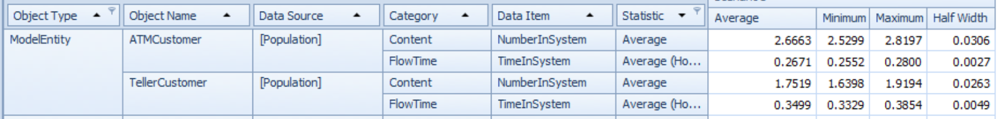 Object Type Object Name Data Source Category Data Item Statistic Average Minimum Maximum Half Width
ModelEntity ATMCustomer [Population] Content NumberInSystem Average 2.6663 2.5299 2.8197 0.0306
FlowTime TimeInSystem Average (Ho... 0.2671 0.2552 0.2800 0.0027
TellerCustomer [Population] Content NumberInSystem Average 1.7519 1.6398 1.9194 0.0263
FlowTime TimeInSystem Average (Ho... 0.3499 0.3329 0.3854 0.0049